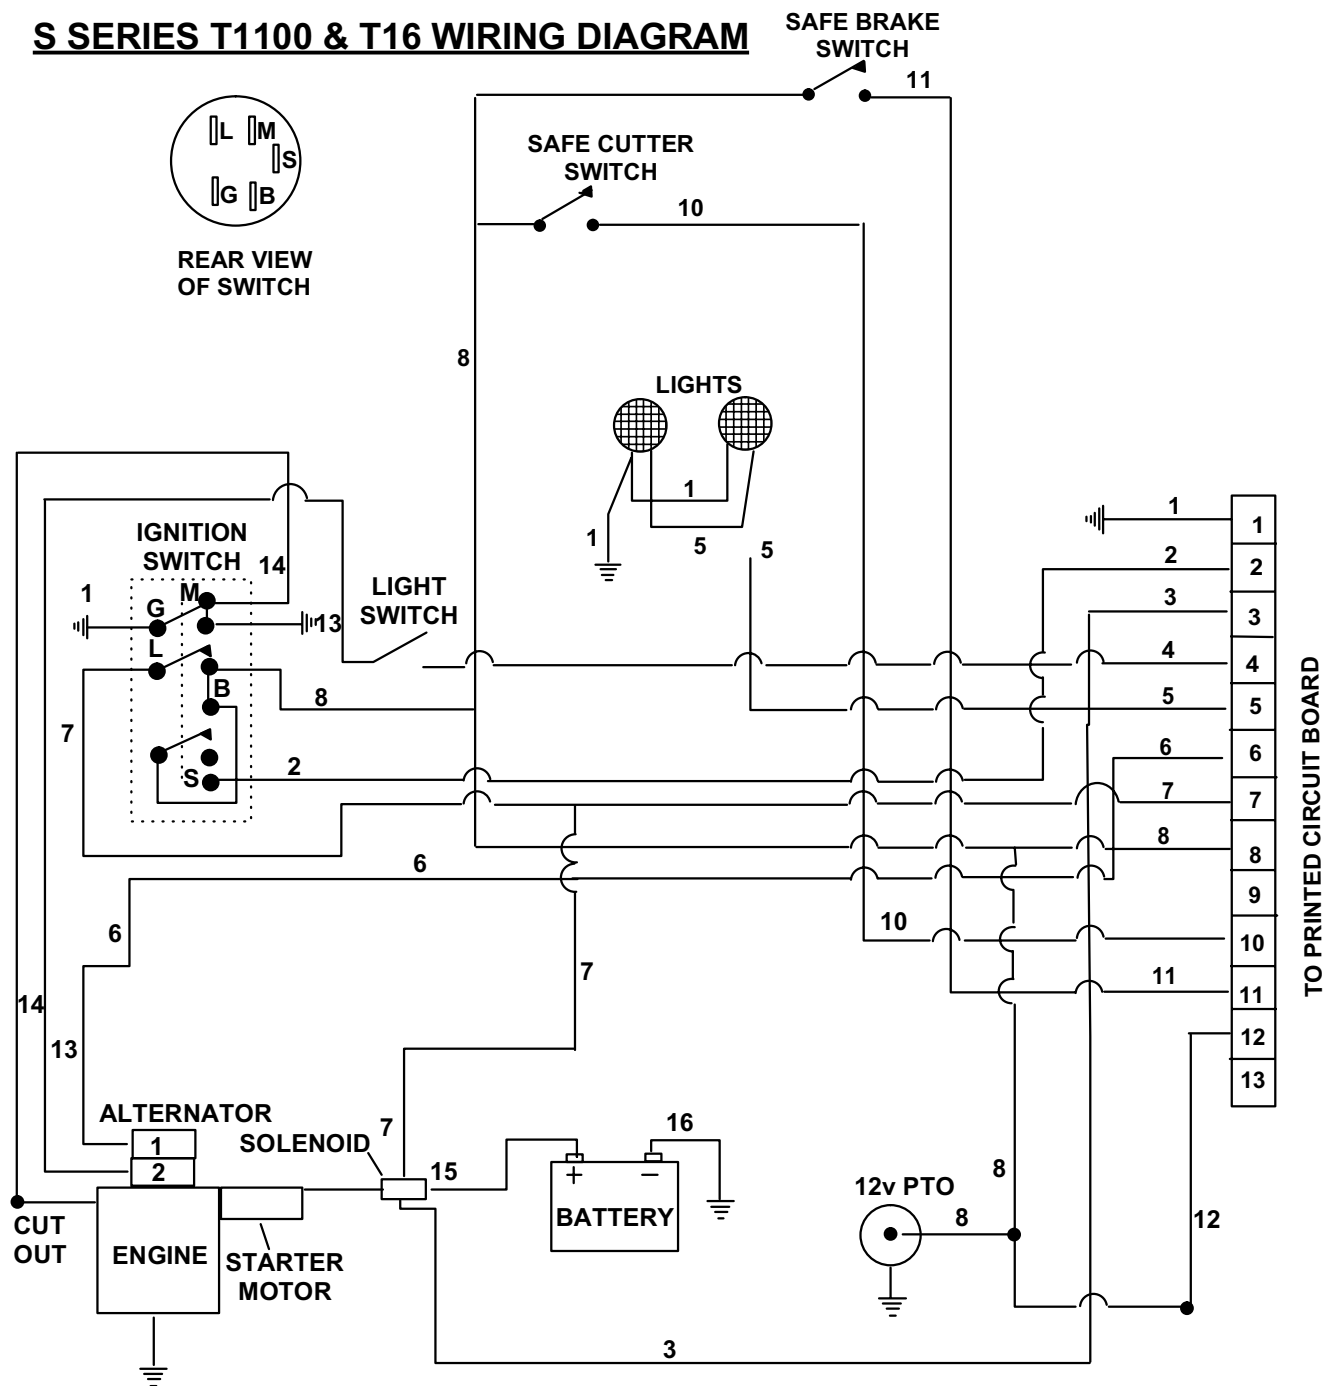 S SERIES T1100 & T16 WIRING DIAGRAM
SAFE BRAKE
SWITCH
11
L
M
S
G
B
SAFE CUTTER
SWITCH
10
REAR VIEW
OF SWITCH
8
LIGHTS
1
5
1
5
IGNITION
SWITCH
14
LIGHT
SWITCH
1
G
M
13
L
B
8
7
S
2
1
1
2
2
3
3
4
4
5
5
6
6
7
7
8
8
9
10
10
11
11
12
13
TO PRINTED CIRCUIT BOARD
6
6
7
14
13
ALTERNATOR
1
2
SOLENOID
7
15
16
+
−
BATTERY
CUT
OUT
ENGINE
STARTER
MOTOR
12v PTO
8
8
12
3